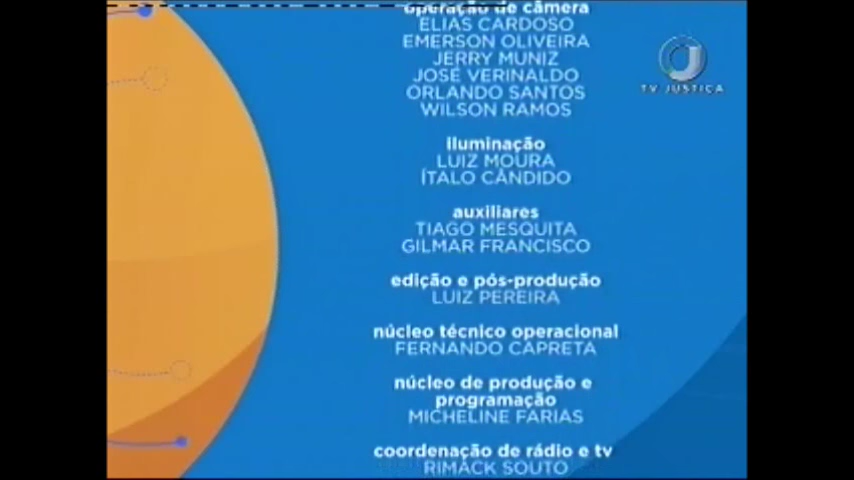 operação de câmera
ELIAS CARDOSO
EMERSON OLIVEIRA
JERRY MUNIZ
JOSÉ VERINALDO
ORLANDO SANTOS
WILSON RAMOS
iluminação
LUIZ MOURA
ÍTALO CÂNDIDO
auxiliares
TIAGO MESQUITA
GILMAR FRANCISCO
edição e pós-produção
LUIZ PEREIRA
núcleo técnico operacional
FERNANDO CAPRETA
núcleo de produção e
programação
MICHELINE FARIAS
coordenação de rádio e tv
RIMACK SOUTO
J
TV JUSTIÇA